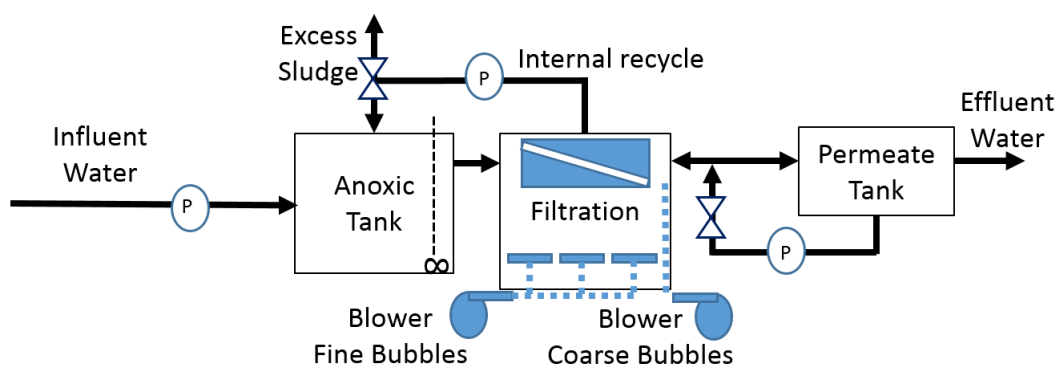 Excess
Sludge
P
Internal recycle
Influent
Water
P
Anoxic
Tank
Filtration
Permeate
Tank
Effluent
Water
P
Blower
Fine Bubbles
Blower
Coarse Bubbles